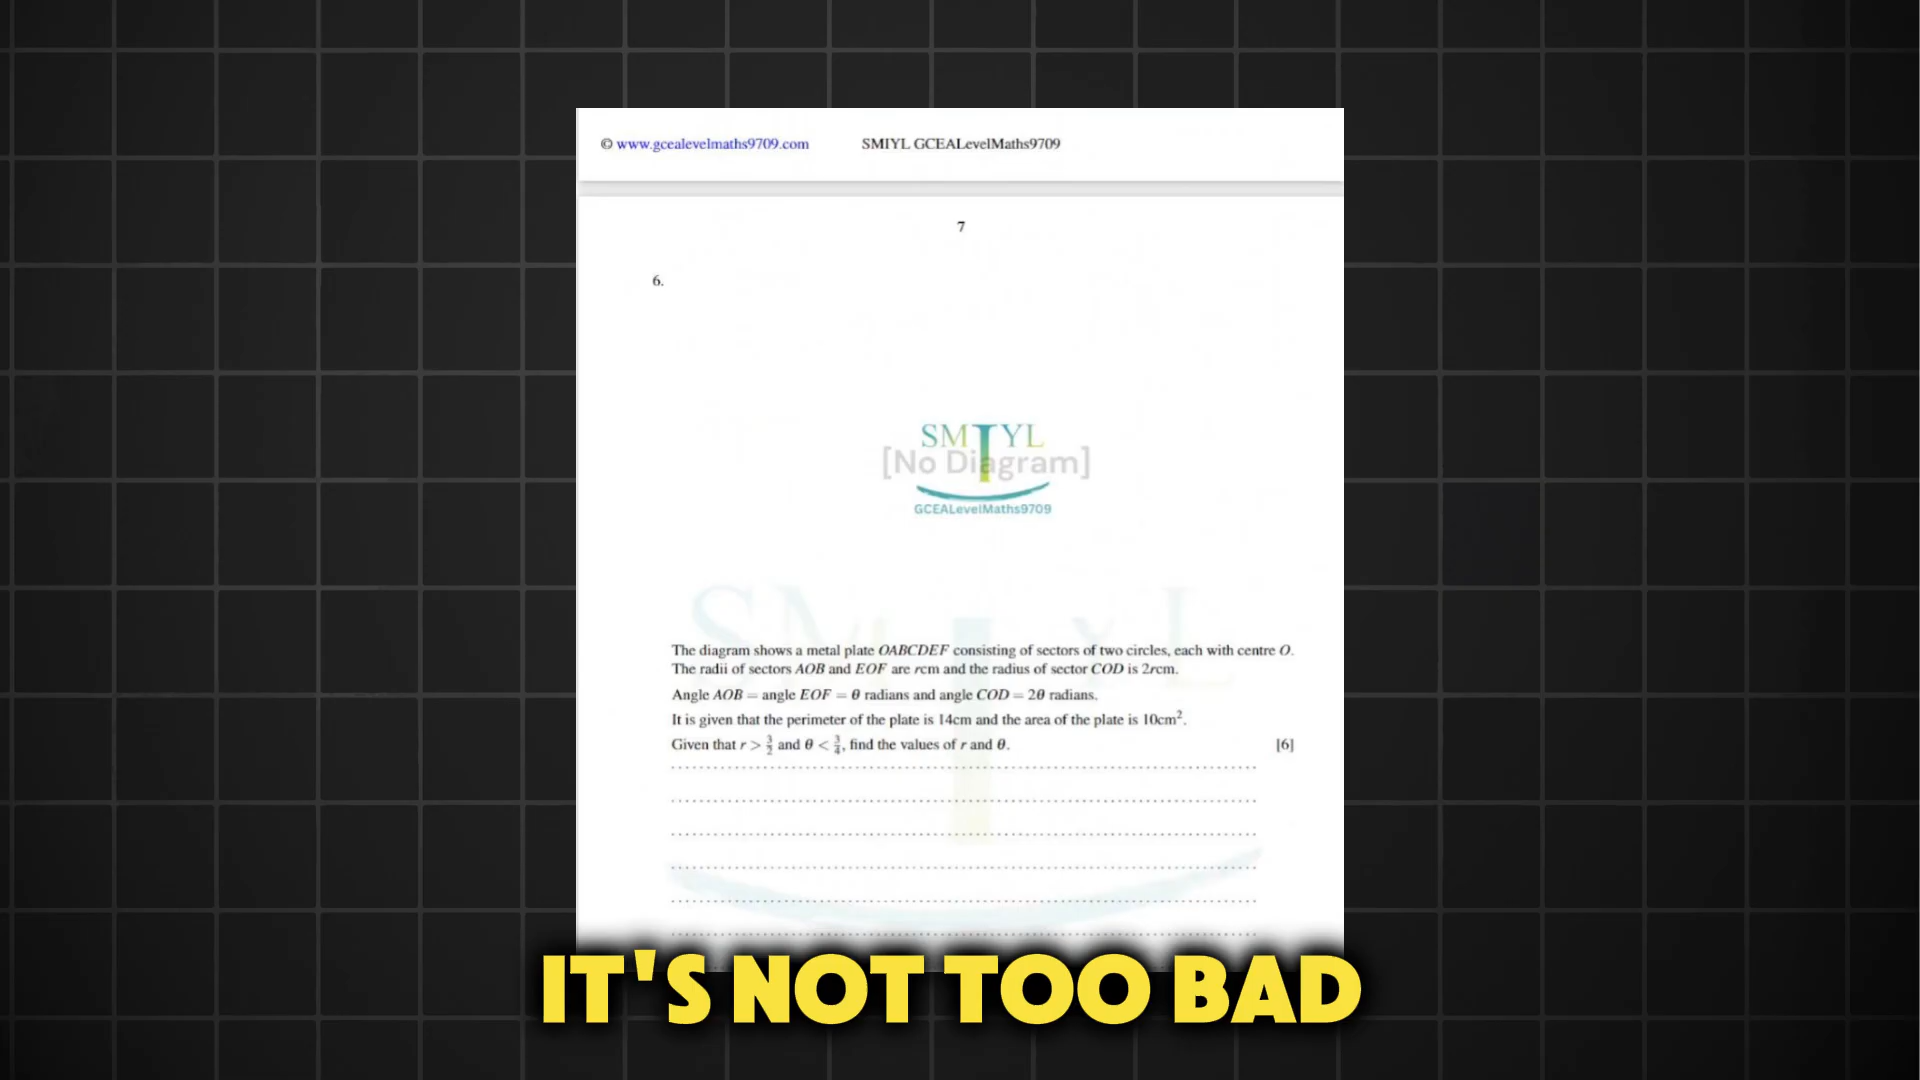 © www.gcealevelmaths9709.com SMIYL GCEALevelMaths9709
7
6.
SMIYL
[No Diagram]
GCEALevelMaths9709
SMIYL
The diagram shows a metal plate OABCDEF consisting of sectors of two circles, each with centre O.
The radii of sectors AOB and EOF are rcm and the radius of sector COD is 2rcm.
Angle AOB = angle EOF = θ radians and angle COD = 2θ radians.
It is given that the perimeter of the plate is 14cm and the area of the plate is 10cm².
Given that r > 3/2 and θ < 3/4, find the values of r and θ. [6]
IT'S NOT TOO BAD